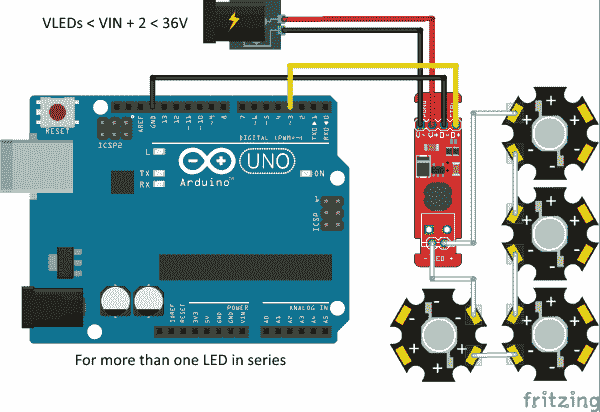 VLEDs < VIN + 2 < 36V
RESET
ICSP2
AREF
GND
13
12
~11
~10
~9
8
7
~6
~5
4
~3
2
TX0 1
RX0 0
DIGITAL (PWM=~)
L
TX
RX
Arduino™
UNO
ON
ICSP
1
IOREF
RESET
3V3
5V
GND
GND
VIN
POWER
ANALOG IN
A0
A1
A2
A3
A4
A5
- LED +
For more than one LED in series
fritzing